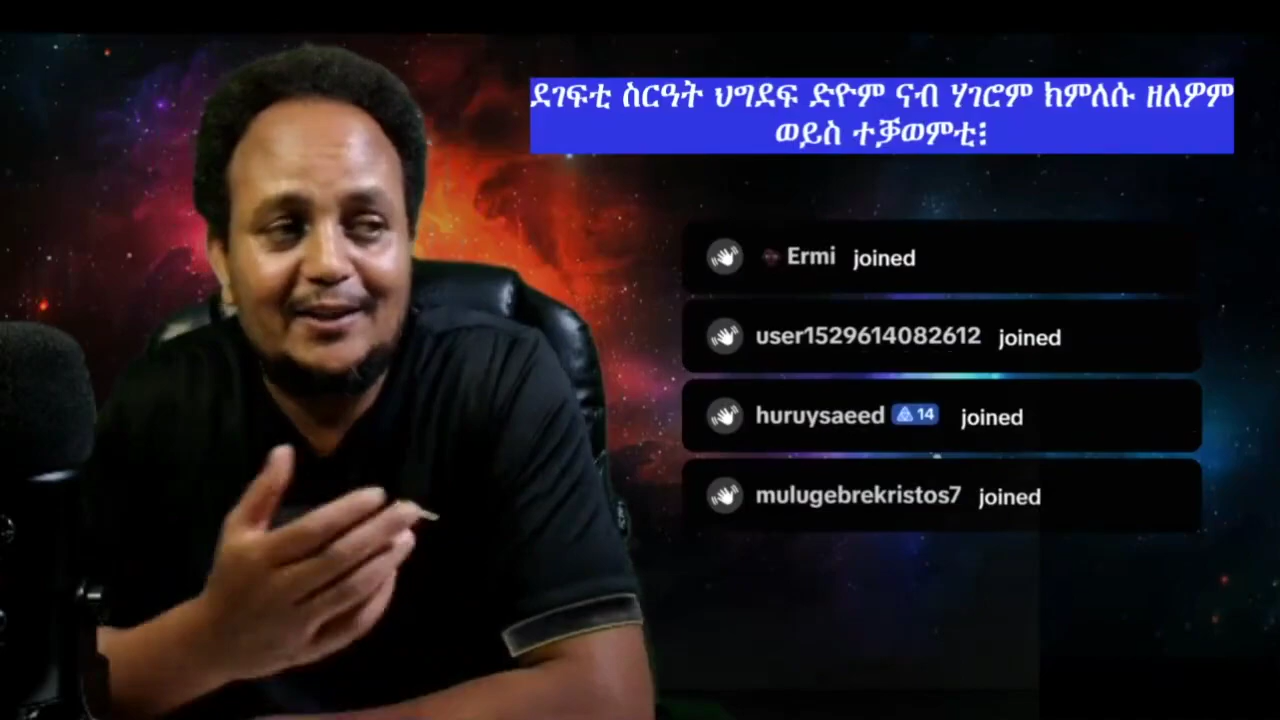 ደገፍቲ ስርዓት ህግደፍ ድዮም ናብ ሃገሮም ክምለሱ ዘለዎም
ወይስ ተቓወምቲ፧
Ermi joined
user1529614082612 joined
huruysaeed 14 joined
mulugebrekristos7 joined